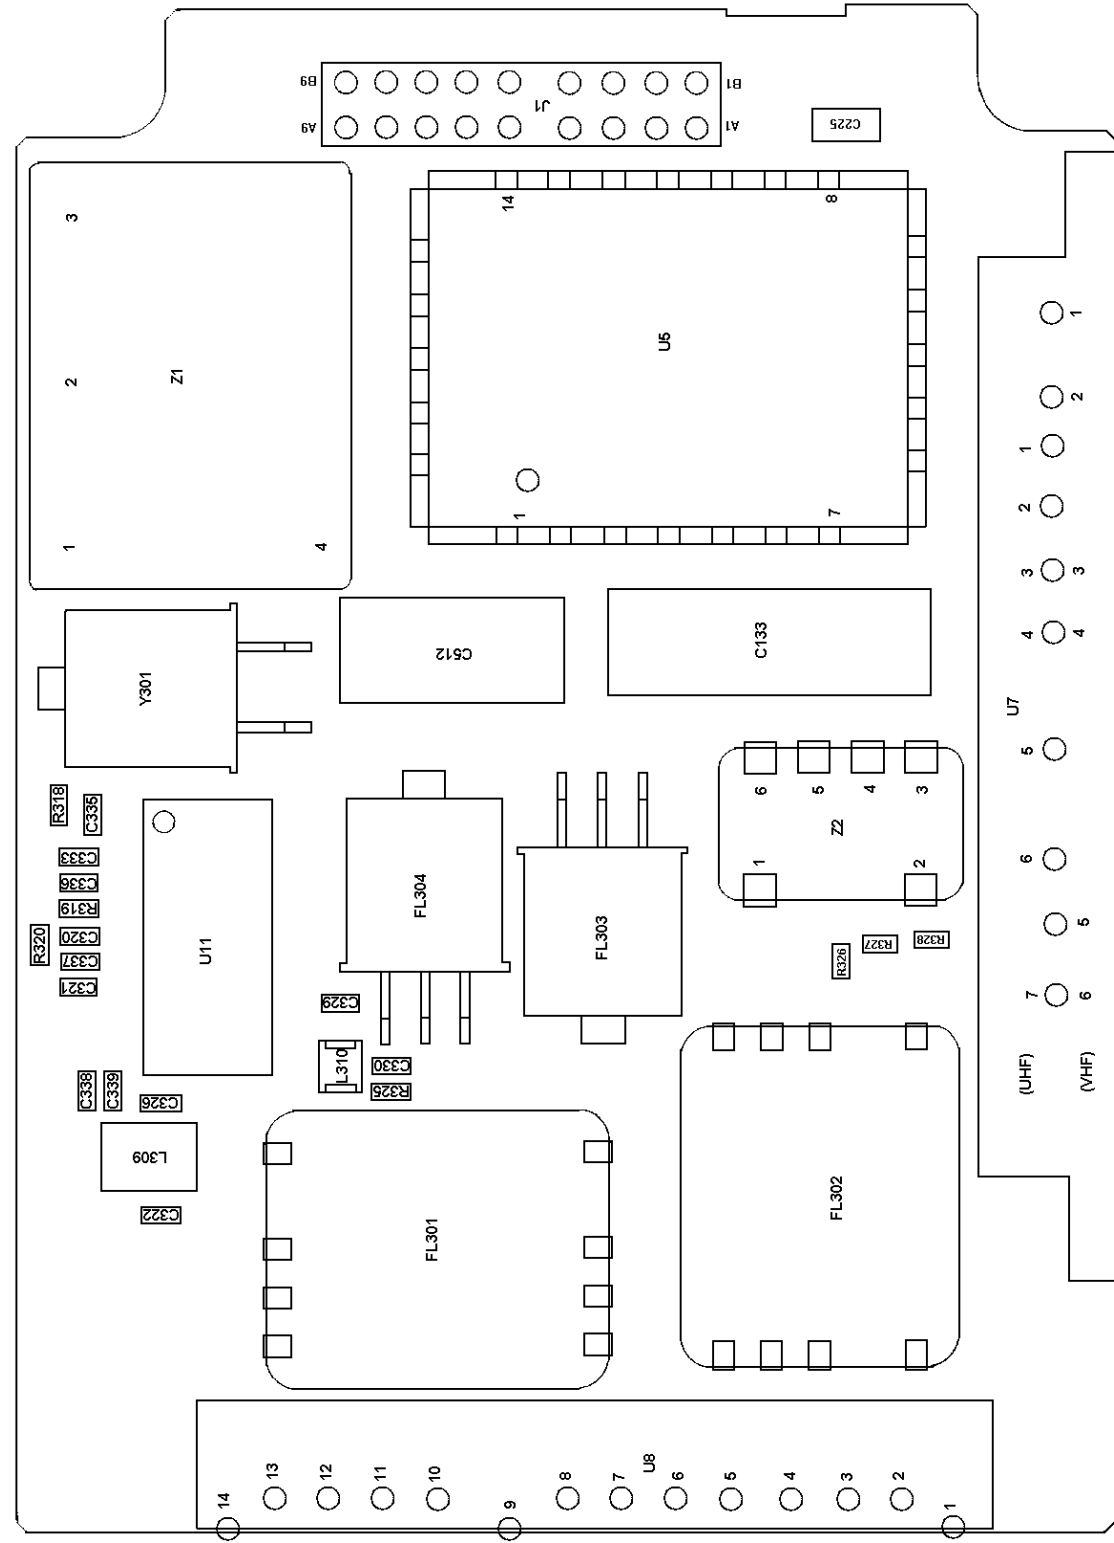 B9
B1
J1
A9
A1
C225
3
14
8
U5
2
Z1
1
2
1
2
1
7
1
4
3
3
4
4
C512
C133
Y301
U7
5
R318
C335
6
5
4
3
Z2
C333
C336
R319
C320
R320
C337
C321
U11
FL304
FL303
1
2
6
5
R328
R327
R326
7
6
C329
L310
C330
R325
(UHF)
(VHF)
C338
C339
C326
L309
C322
FL301
FL302
U8
14
13
12
11
10
9
8
7
6
5
4
3
2
1